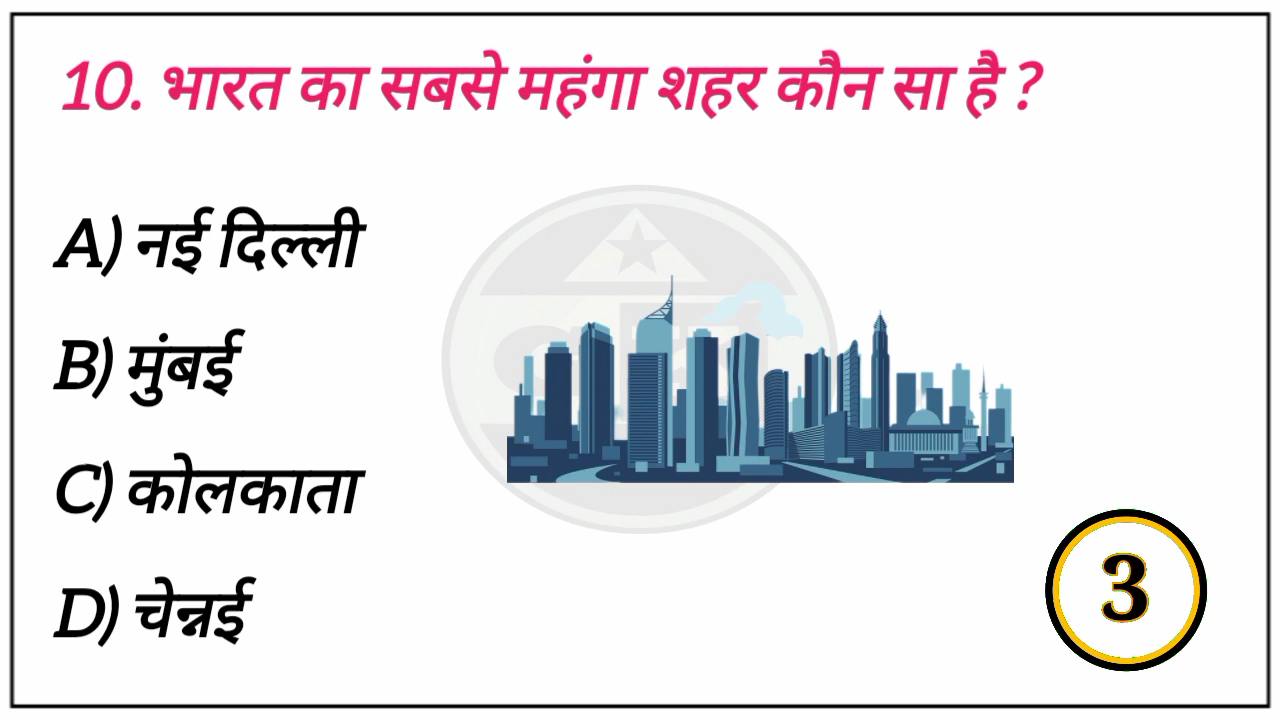 10. भारत का सबसे महंगा शहर कौन सा है ?
A) नई दिल्ली
B) मुंबई
C) कोलकाता
D) चेन्नई
3